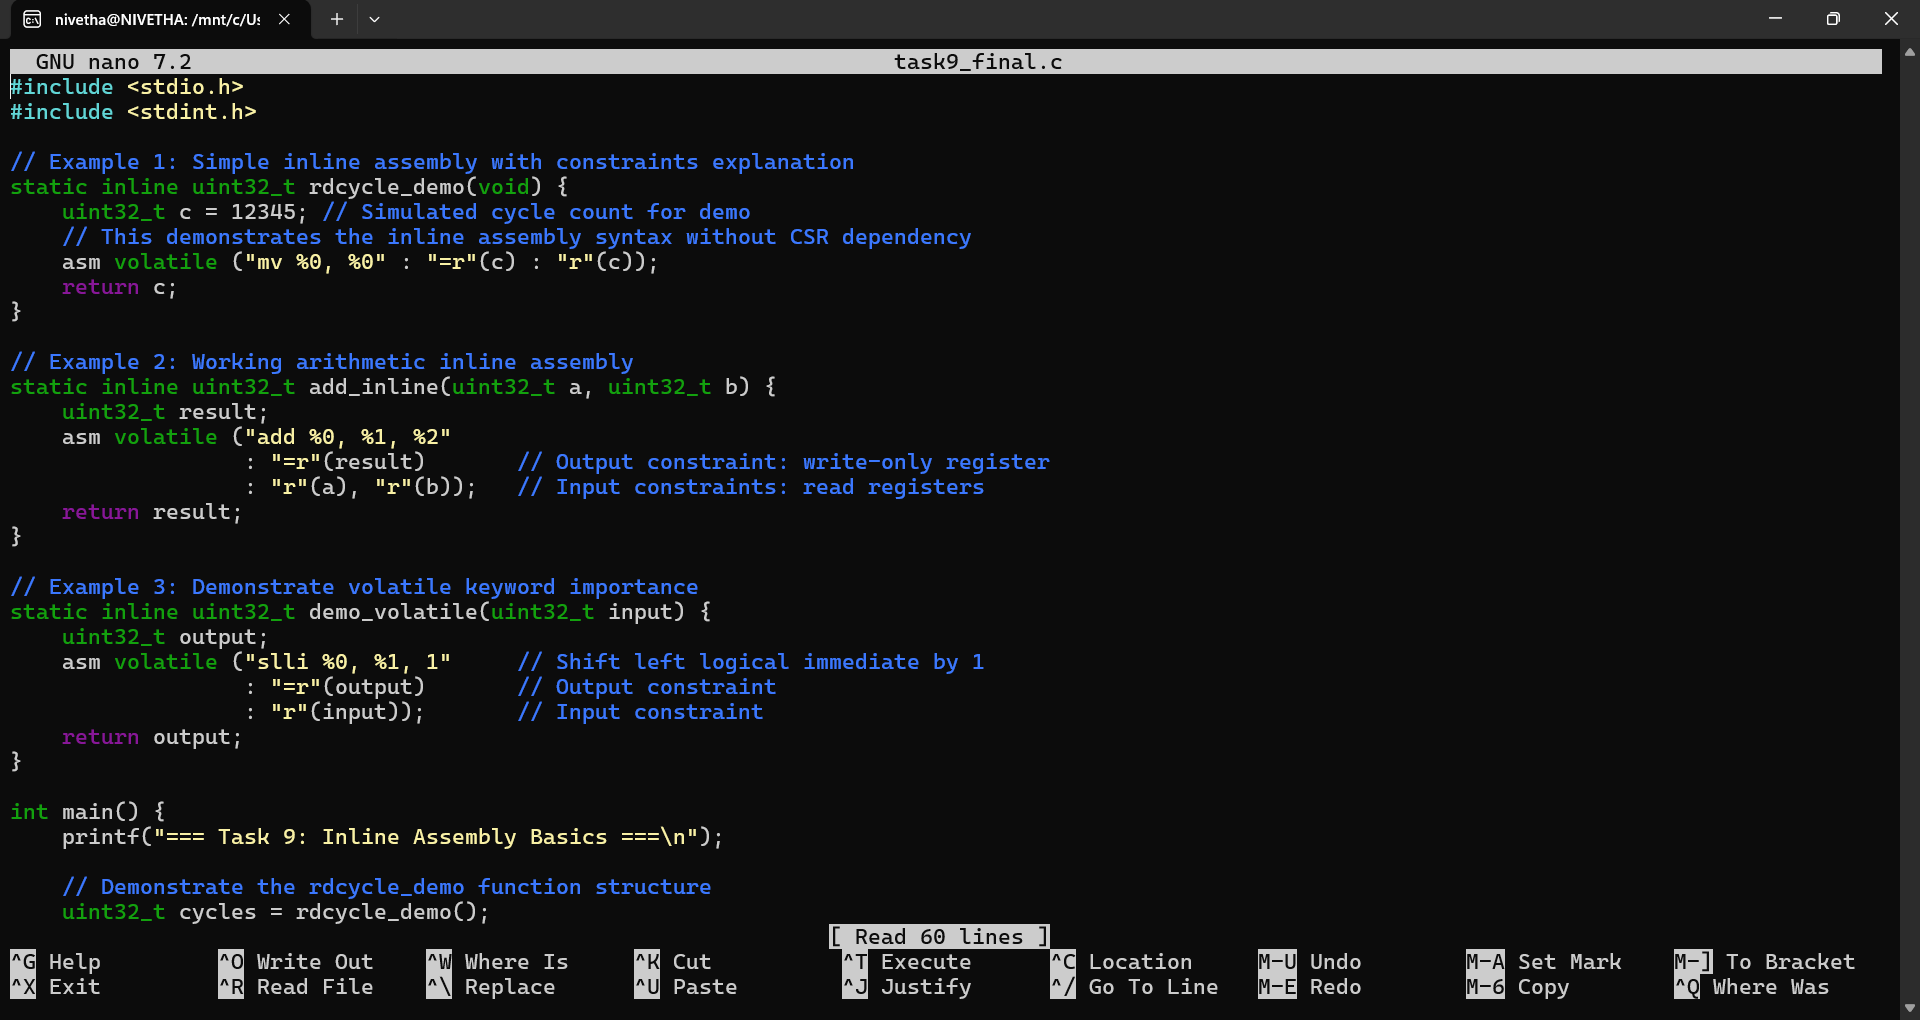 nivetha@NIVETHA: /mnt/c/Us
GNU nano 7.2 task9_final.c
#include <stdio.h>
#include <stdint.h>
// Example 1: Simple inline assembly with constraints explanation
static inline uint32_t rdcycle_demo(void) {
    uint32_t c = 12345; // Simulated cycle count for demo
    // This demonstrates the inline assembly syntax without CSR dependency
    asm volatile ("mv %0, %0" : "=r"(c) : "r"(c));
    return c;
}
// Example 2: Working arithmetic inline assembly
static inline uint32_t add_inline(uint32_t a, uint32_t b) {
    uint32_t result;
    asm volatile ("add %0, %1, %2"
                  : "=r"(result)       // Output constraint: write-only register
                  : "r"(a), "r"(b));   // Input constraints: read registers
    return result;
}
// Example 3: Demonstrate volatile keyword importance
static inline uint32_t demo_volatile(uint32_t input) {
    uint32_t output;
    asm volatile ("slli %0, %1, 1"     // Shift left logical immediate by 1
                  : "=r"(output)       // Output constraint
                  : "r"(input));       // Input constraint
    return output;
}
int main() {
    printf("=== Task 9: Inline Assembly Basics ===\n");
    // Demonstrate the rdcycle_demo function structure
    uint32_t cycles = rdcycle_demo();
[ Read 60 lines ]
^G Help ^O Write Out ^W Where Is ^K Cut ^T Execute ^C Location M-U Undo M-A Set Mark M-] To Bracket
^X Exit ^R Read File ^\ Replace ^U Paste ^J Justify ^/ Go To Line M-E Redo M-6 Copy ^Q Where Was